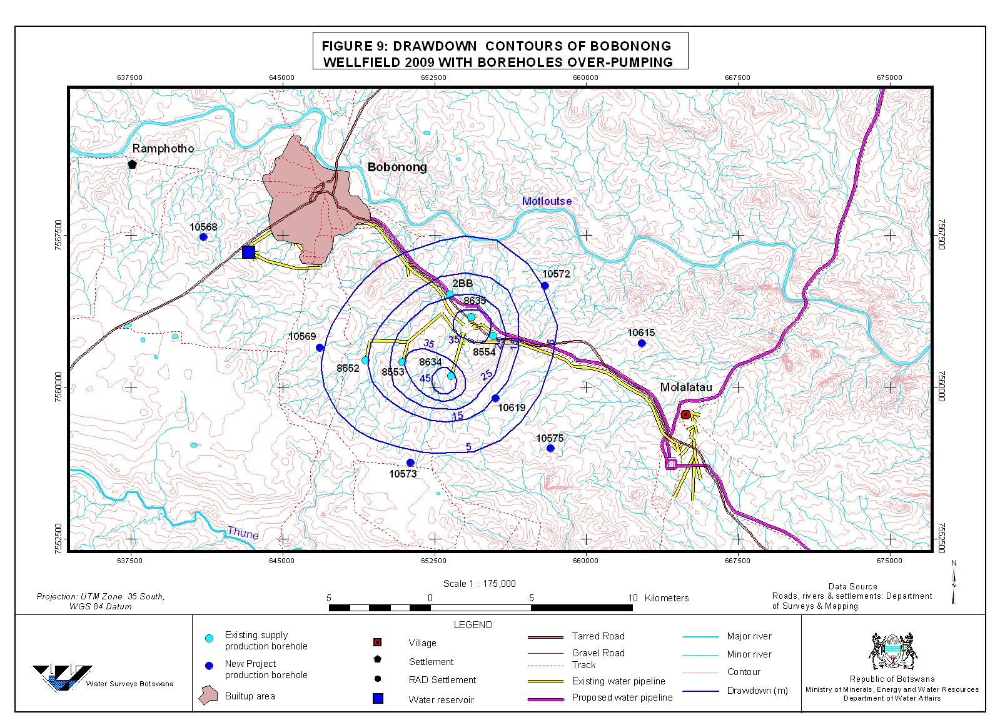 FIGURE 9: DRAWDOWN CONTOURS OF BOBONONG
WELLFIELD 2009 WITH BOREHOLES OVER-PUMPING
637500 645000 652500 660000 667500 675000
Ramphotho
Bobonong
Motloutse
7567500
7567500
10568
10572
2BB
8635
10569
10615
35
35
25
15
5
8554
8552
8634
8553
45
25
7560000
7560000
Molalatau
10619
15
10575
5
10573
Thune
7552500
7552500
637500 645000 652500 660000 667500 675000
N
Scale 1 : 175,000
Projection: UTM Zone 35 South,
WGS 84 Datum
5 0 5 10 Kilometers
Data Source
Roads, rivers & settlements: Department
of Surveys & Mapping
LEGEND
Existing supply
production borehole
New Project
production borehole
Builtup area
Village
Settlement
RAD Settlement
Water reservoir
Tarred Road
Gravel Road
Track
Existing water pipeline
Proposed water pipeline
Major river
Minor river
Contour
Drawdown (m)
Water Surveys Botswana
Republic of Botswana
Ministry of Minerals, Energy and Water Resources
Department of Water Affairs